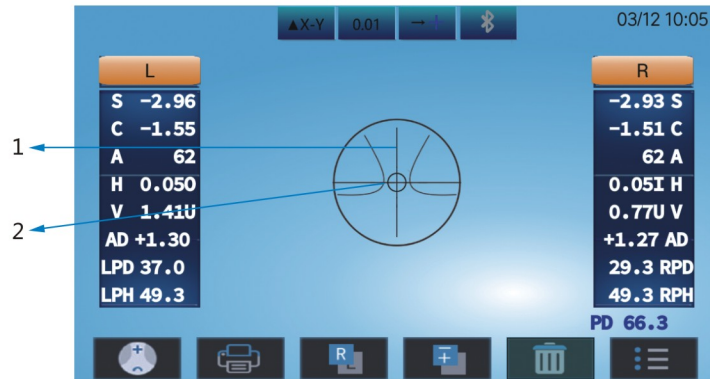 ▲X-Y 0.01 → 03/12 10:05
L
S -2.96
C -1.55
A 62
H 0.05O
V 1.41U
AD +1.30
LPD 37.0
LPH 49.3
1
2
R
-2.93 S
-1.51 C
62 A
0.05I H
0.77U V
+1.27 AD
29.3 RPD
49.3 RPH
PD 66.3
+ −
R L
+ −